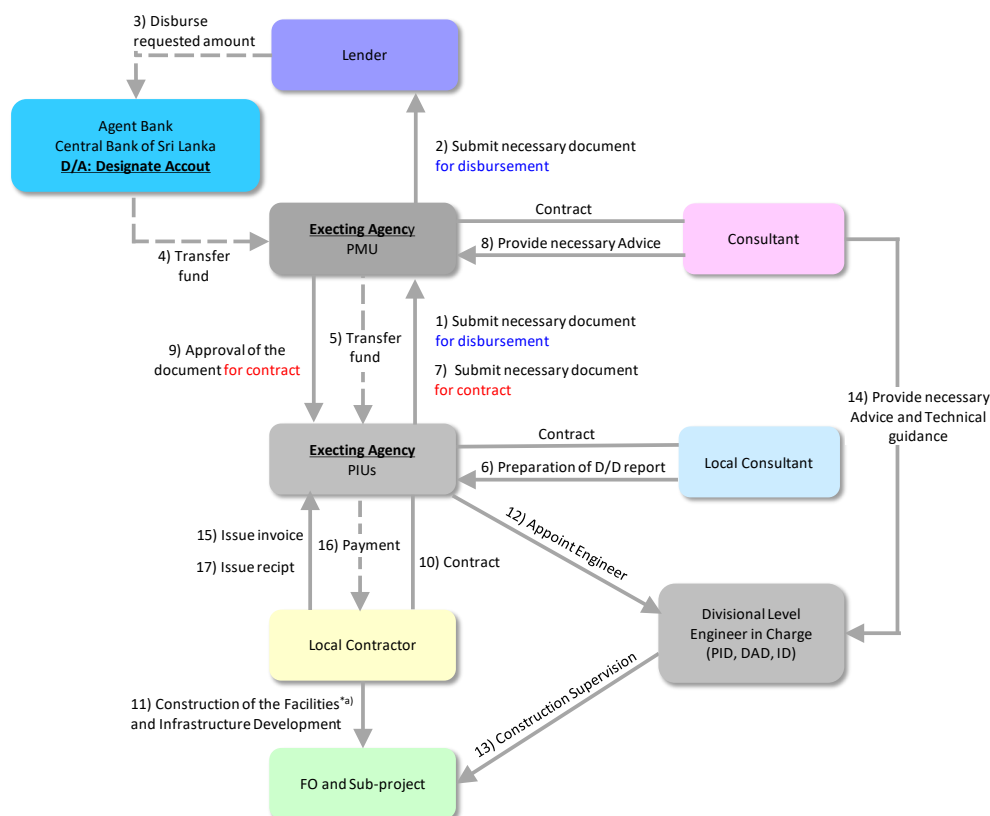 3) Disburse
requested amount
Lender
Agent Bank
Central Bank of Sri Lanka
D/A: Designate Accout
2) Submit necessary document
for disbursement
Execting Agency
PMU
Contract
8) Provide necessary Advice
Consultant
4) Transfer
fund
1) Submit necessary document
for disbursement
5) Transfer
fund
9) Approval of the
document for contract
7) Submit necessary document
for contract
14) Provide necessary
Advice and Technical
guidance
Execting Agency
PIUs
Contract
6) Preparation of D/D report
Local Consultant
15) Issue invoice
17) Issue recipt
16) Payment
10) Contract
12) Appoint Engineer
Divisional Level
Engineer in Charge
(PID, DAD, ID)
Local Contractor
11) Construction of the Facilities*a)
and Infrastructure Development
13) Construction Supervision
FO and Sub-project